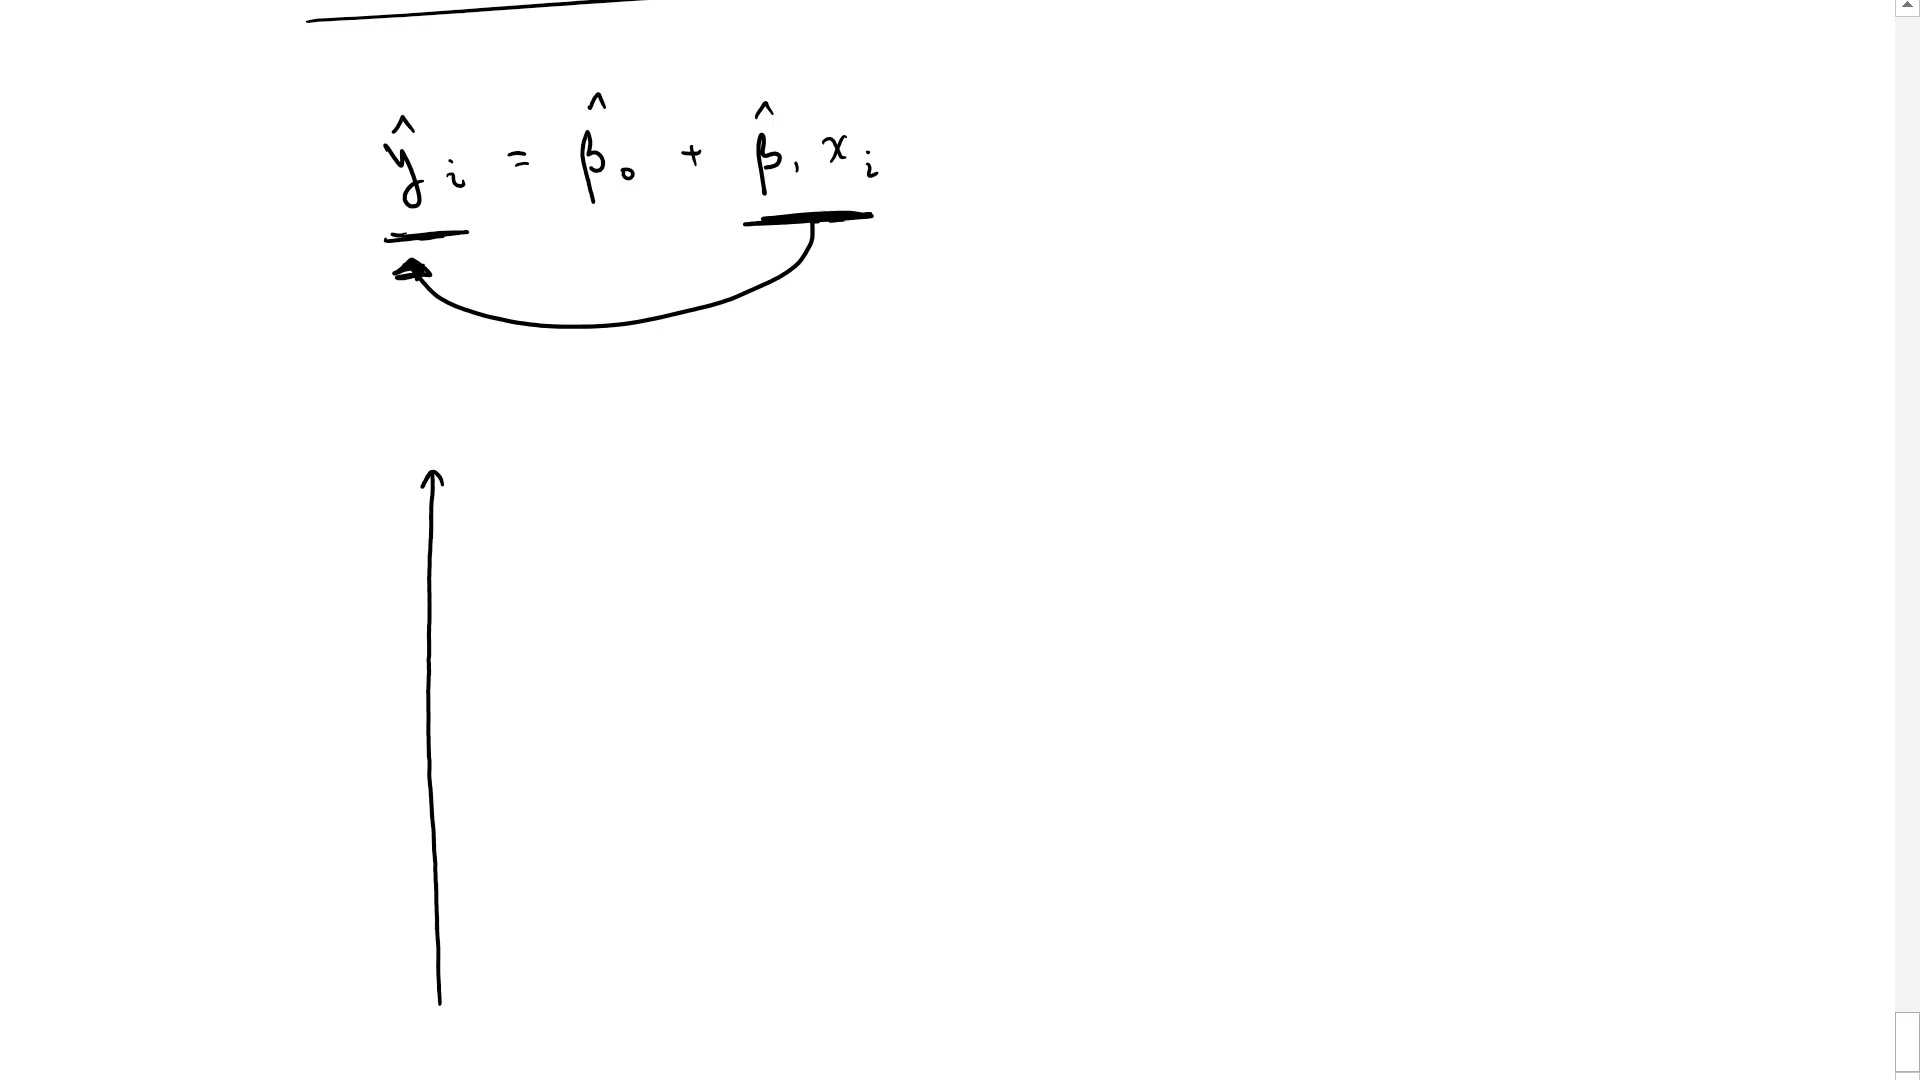 ŷᵢ = β̂₀ + β̂₁ xᵢ